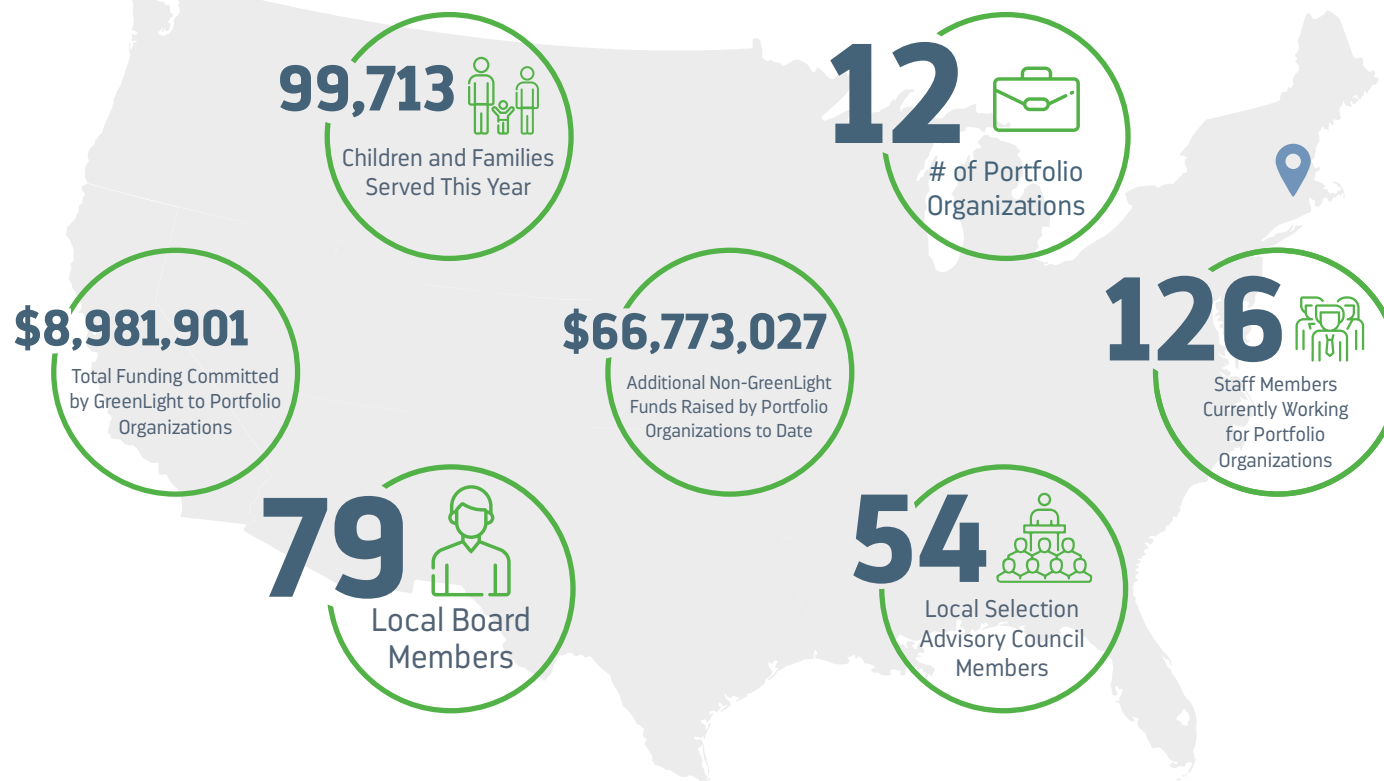 99,713
Children and Families
Served This Year
12
# of Portfolio
Organizations
$8,981,901
Total Funding Committed
by GreenLight to Portfolio
Organizations
$66,773,027
Additional Non-GreenLight
Funds Raised by Portfolio
Organizations to Date
126
Staff Members
Currently Working
for Portfolio
Organizations
79
Local Board
Members
54
Local Selection
Advisory Council
Members